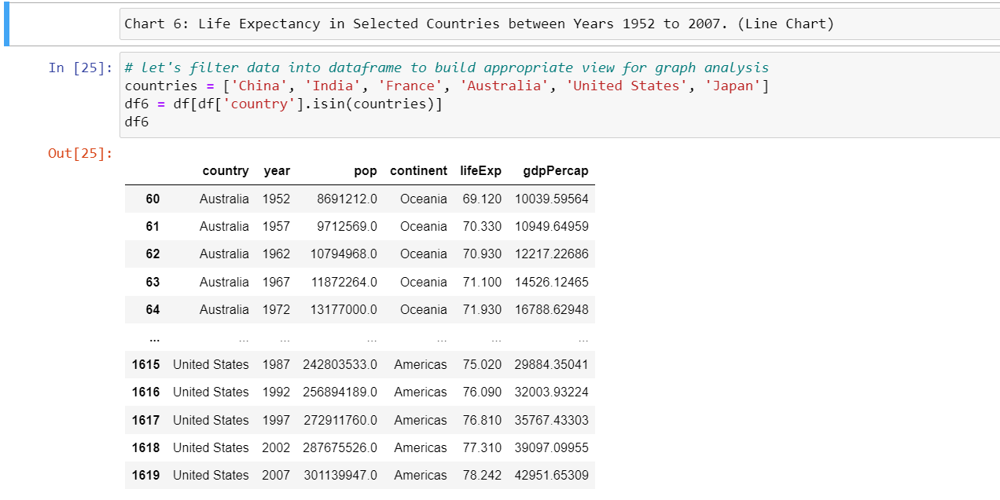 Chart 6: Life Expectancy in Selected Countries between Years 1952 to 2007. (Line Chart)
In [25]: # let's filter data into dataframe to build appropriate view for graph analysis
countries = ['China', 'India', 'France', 'Australia', 'United States', 'Japan']
df6 = df[df['country'].isin(countries)]
df6
Out[25]:
country year pop continent lifeExp gdpPercap
60 Australia 1952 8691212.0 Oceania 69.120 10039.59564
61 Australia 1957 9712569.0 Oceania 70.330 10949.64959
62 Australia 1962 10794968.0 Oceania 70.930 12217.22686
63 Australia 1967 11872264.0 Oceania 71.100 14526.12465
64 Australia 1972 13177000.0 Oceania 71.930 16788.62948
... ... ... ... ... ... ...
1615 United States 1987 242803533.0 Americas 75.020 29884.35041
1616 United States 1992 256894189.0 Americas 76.090 32003.93224
1617 United States 1997 272911760.0 Americas 76.810 35767.43303
1618 United States 2002 287675526.0 Americas 77.310 39097.09955
1619 United States 2007 301139947.0 Americas 78.242 42951.65309